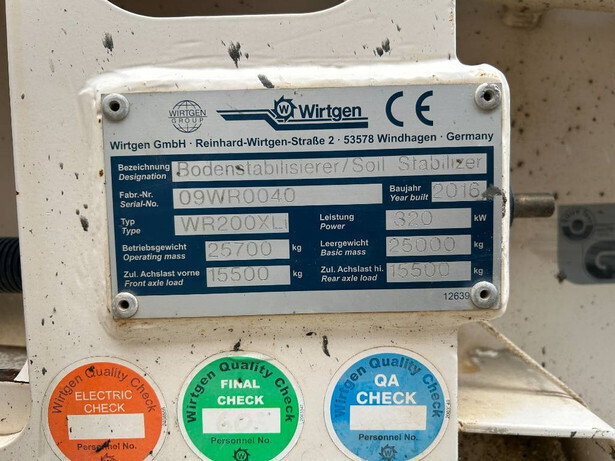 WIRTGEN
GROUP
Wirtgen
CE
Wirtgen GmbH · Reinhard-Wirtgen-Straße 2 · 53578 Windhagen · Germany
Bezeichnung
Designation
Bodenstabilisierer/Soil Stabilizer
Fabr.-Nr.
Serial-No.
09WR0040
Baujahr
Year built
2016
Typ
Type
WR200XLi
Leistung
Power
320 kW
Betriebsgewicht
Operating mass
25700 kg
Leergewicht
Basic mass
25000 kg
Zul. Achslast vorne
Front axle load
15500 kg
Zul. Achslast hi.
Rear axle load
15500 kg
12639
Wirtgen Quality Check
ELECTRIC
CHECK
Personnel No.
Wirtgen Quality Check
FINAL
CHECK
Personnel No.
Wirtgen Quality Check
QA
CHECK
Personnel No.